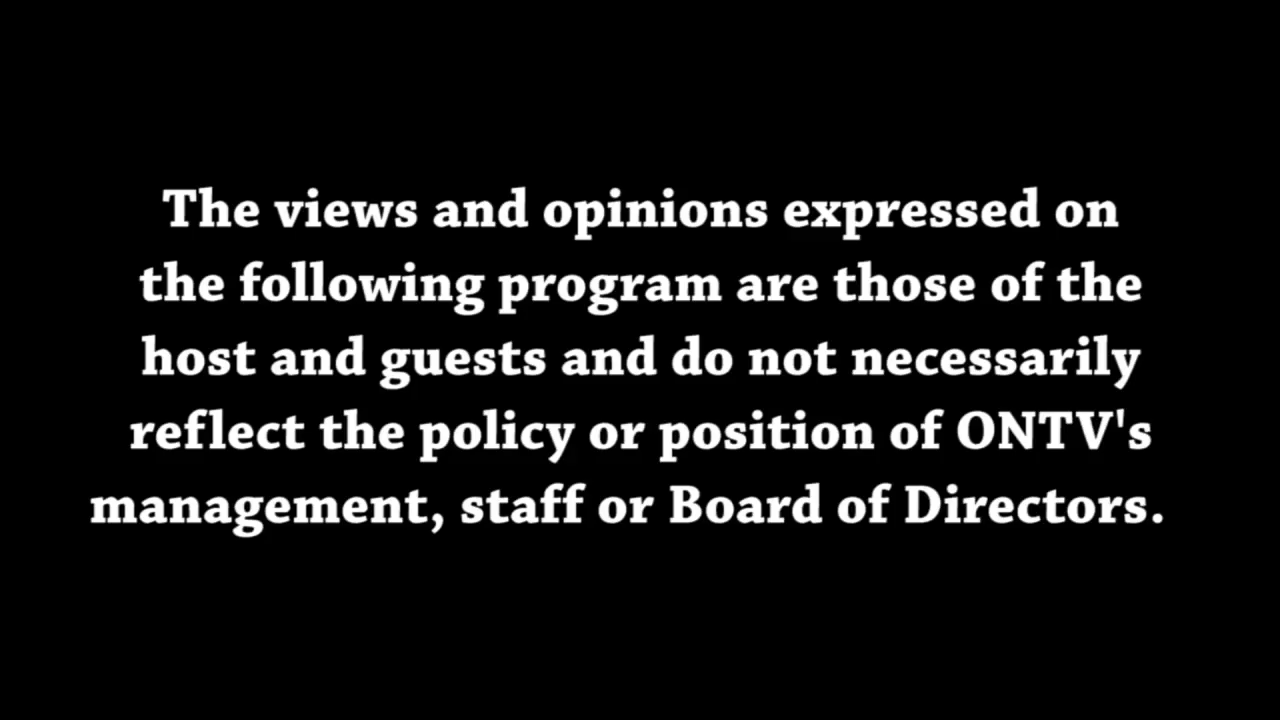 The views and opinions expressed on
the following program are those of the
host and guests and do not necessarily
reflect the policy or position of ONTV's
management, staff or Board of Directors.